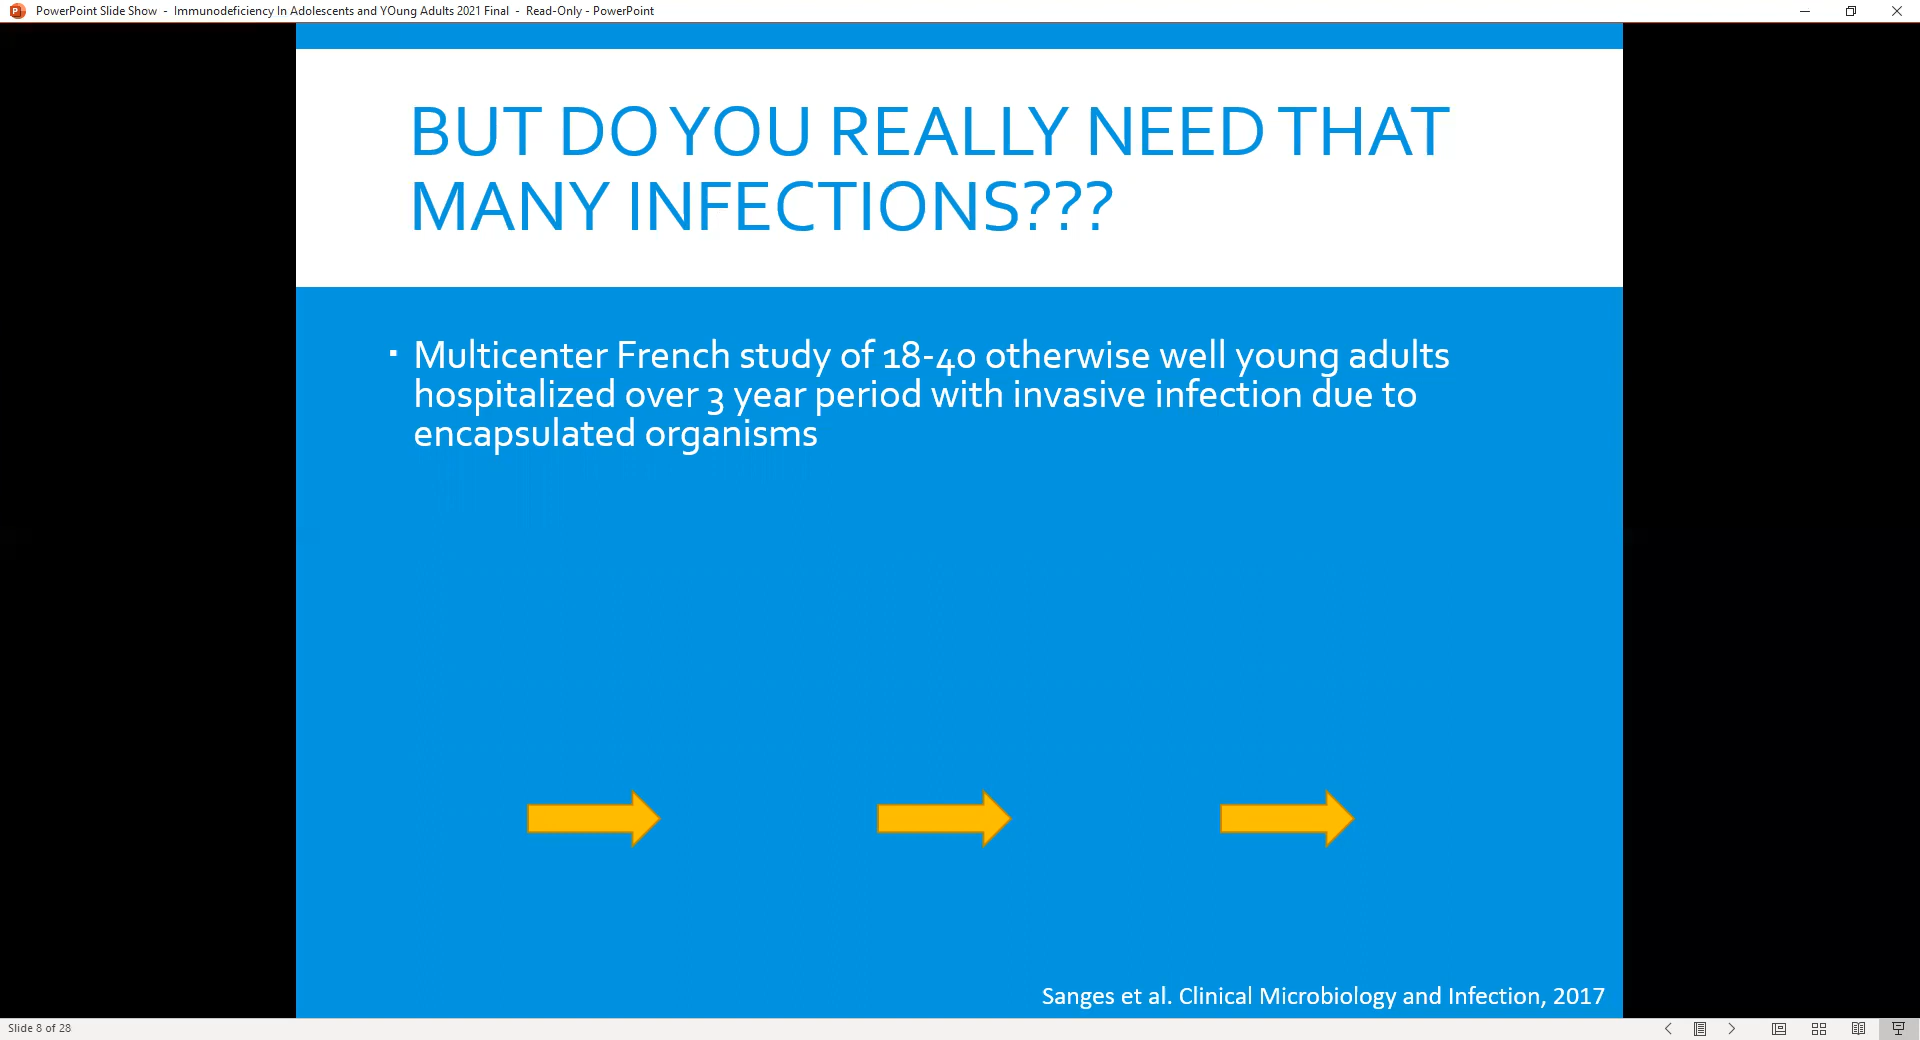 PowerPoint Slide Show - Immunodeficiency In Adolescents and YOung Adults 2021 Final - Read-Only - PowerPoint
BUT DO YOU REALLY NEED THAT
MANY INFECTIONS???
▪ Multicenter French study of 18-40 otherwise well young adults
hospitalized over 3 year period with invasive infection due to
encapsulated organisms
Sanges et al. Clinical Microbiology and Infection, 2017
Slide 8 of 28